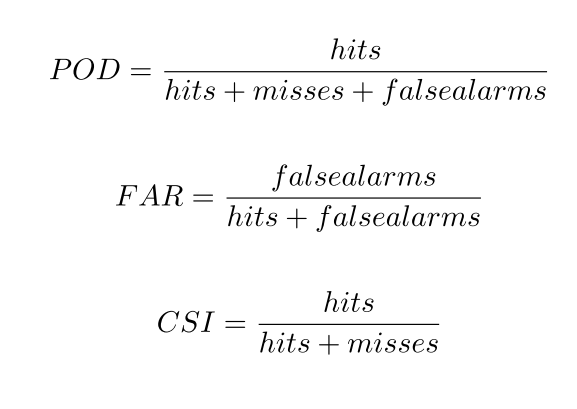 POD = hits / hits + misses + falsealarms
FAR = falsealarms / hits + falsealarms
CSI = hits / hits + misses